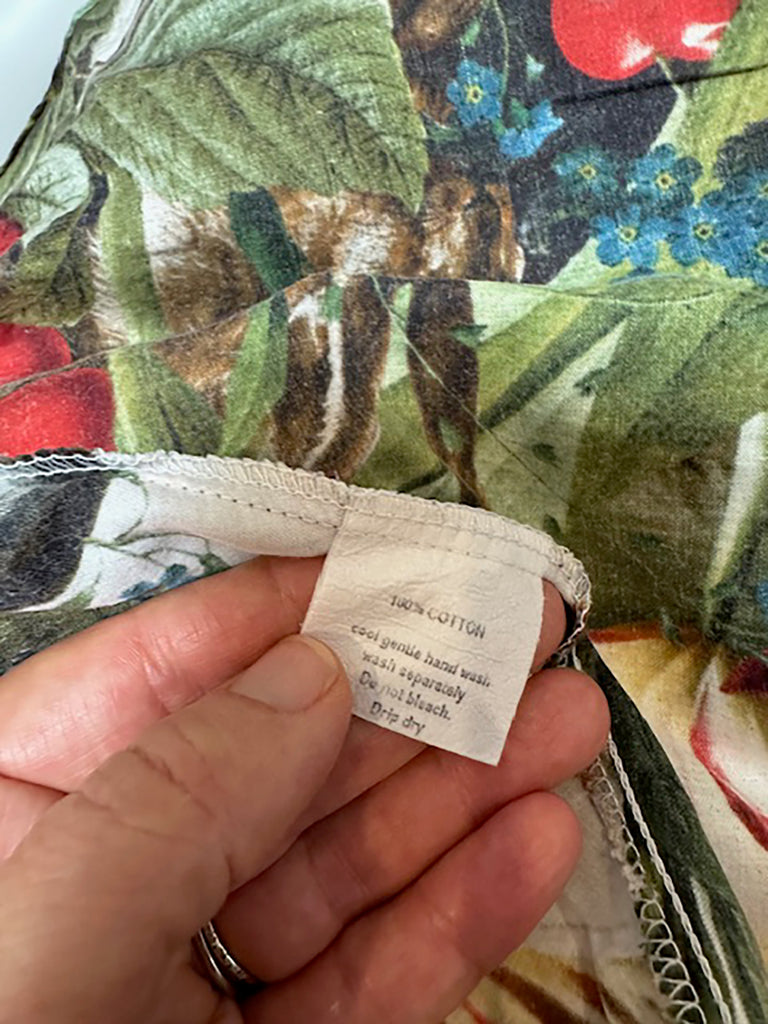 100% COTTON
cool gentle hand wash
wash separately
Do not bleach.
Drip dry